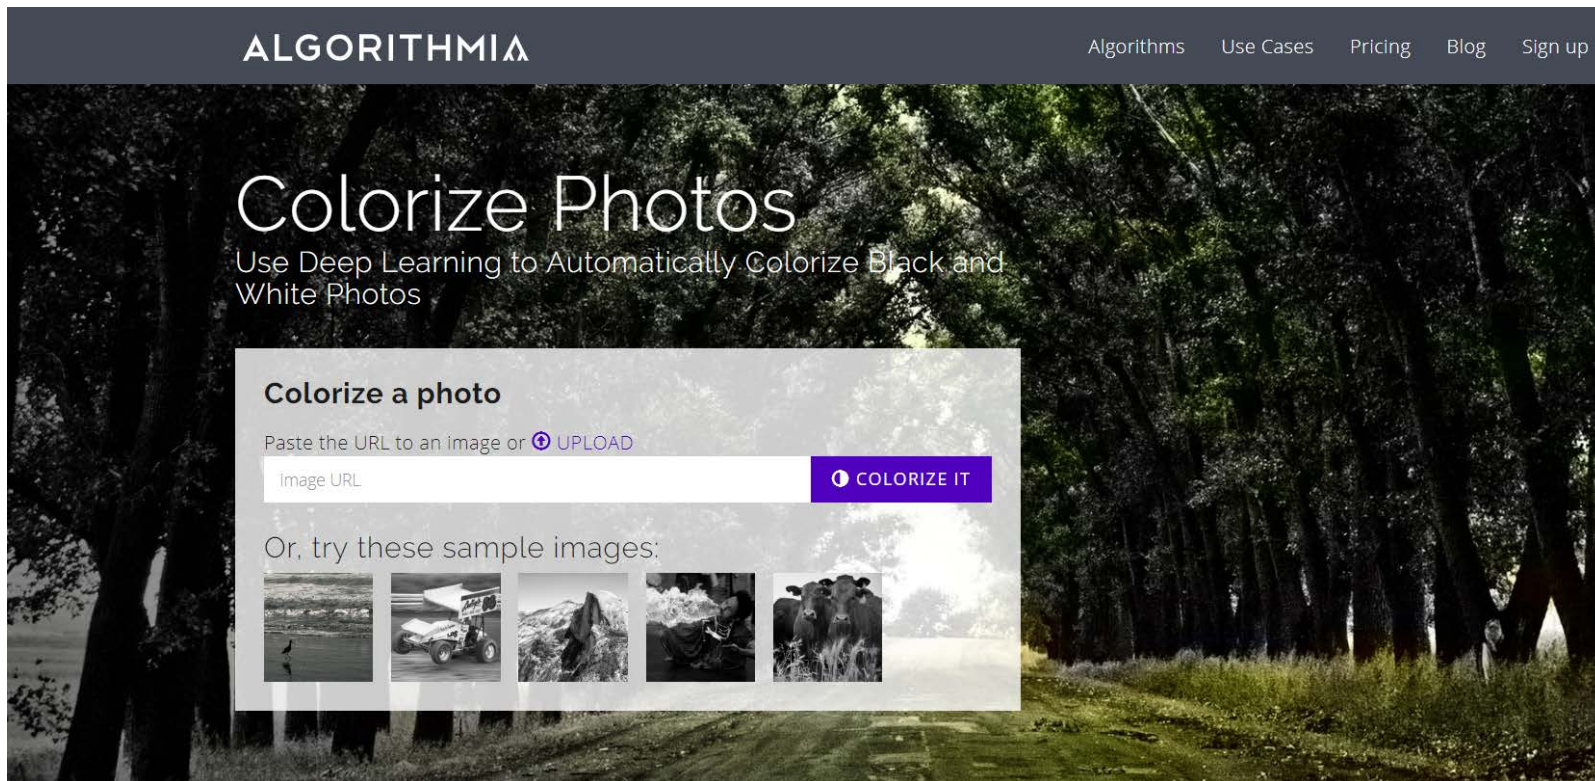 ALGORITHMIA
Algorithms Use Cases Pricing Blog Sign up
Colorize Photos
Use Deep Learning to Automatically Colorize Black and
White Photos
Colorize a photo
Paste the URL to an image or UPLOAD
Image URL
COLORIZE IT
Or, try these sample images: